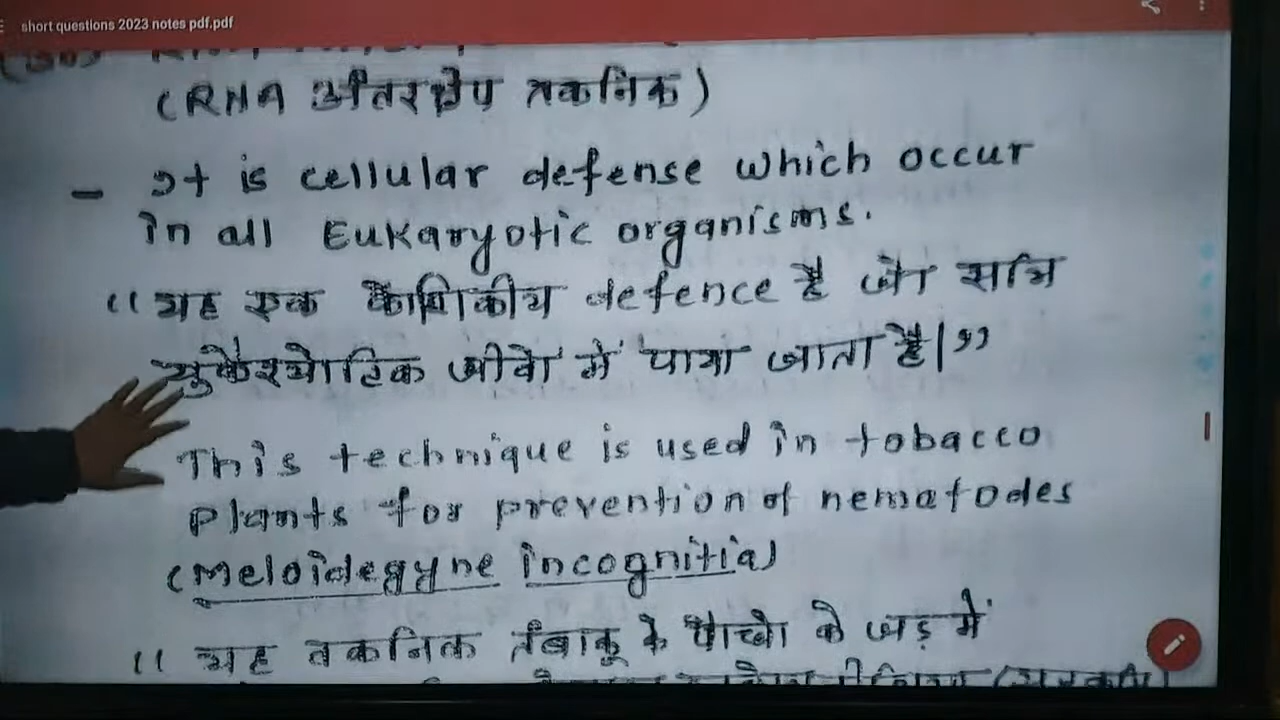 short questions 2023 notes pdf.pdf
(RNA अंतरक्षेप तकनिक)
- It is cellular defense which occur
in all Eukaryotic organisms.
"यह एक कोशिकीय defence है जो सभि
युकेरयोटिक जीवो में पाया जाता है|"
This technique is used in tobacco
plants for prevention of nematodes
(Meloidegyne incognitia)
"यह तकनिक तंबाकू के पौच्चो के जड़ में